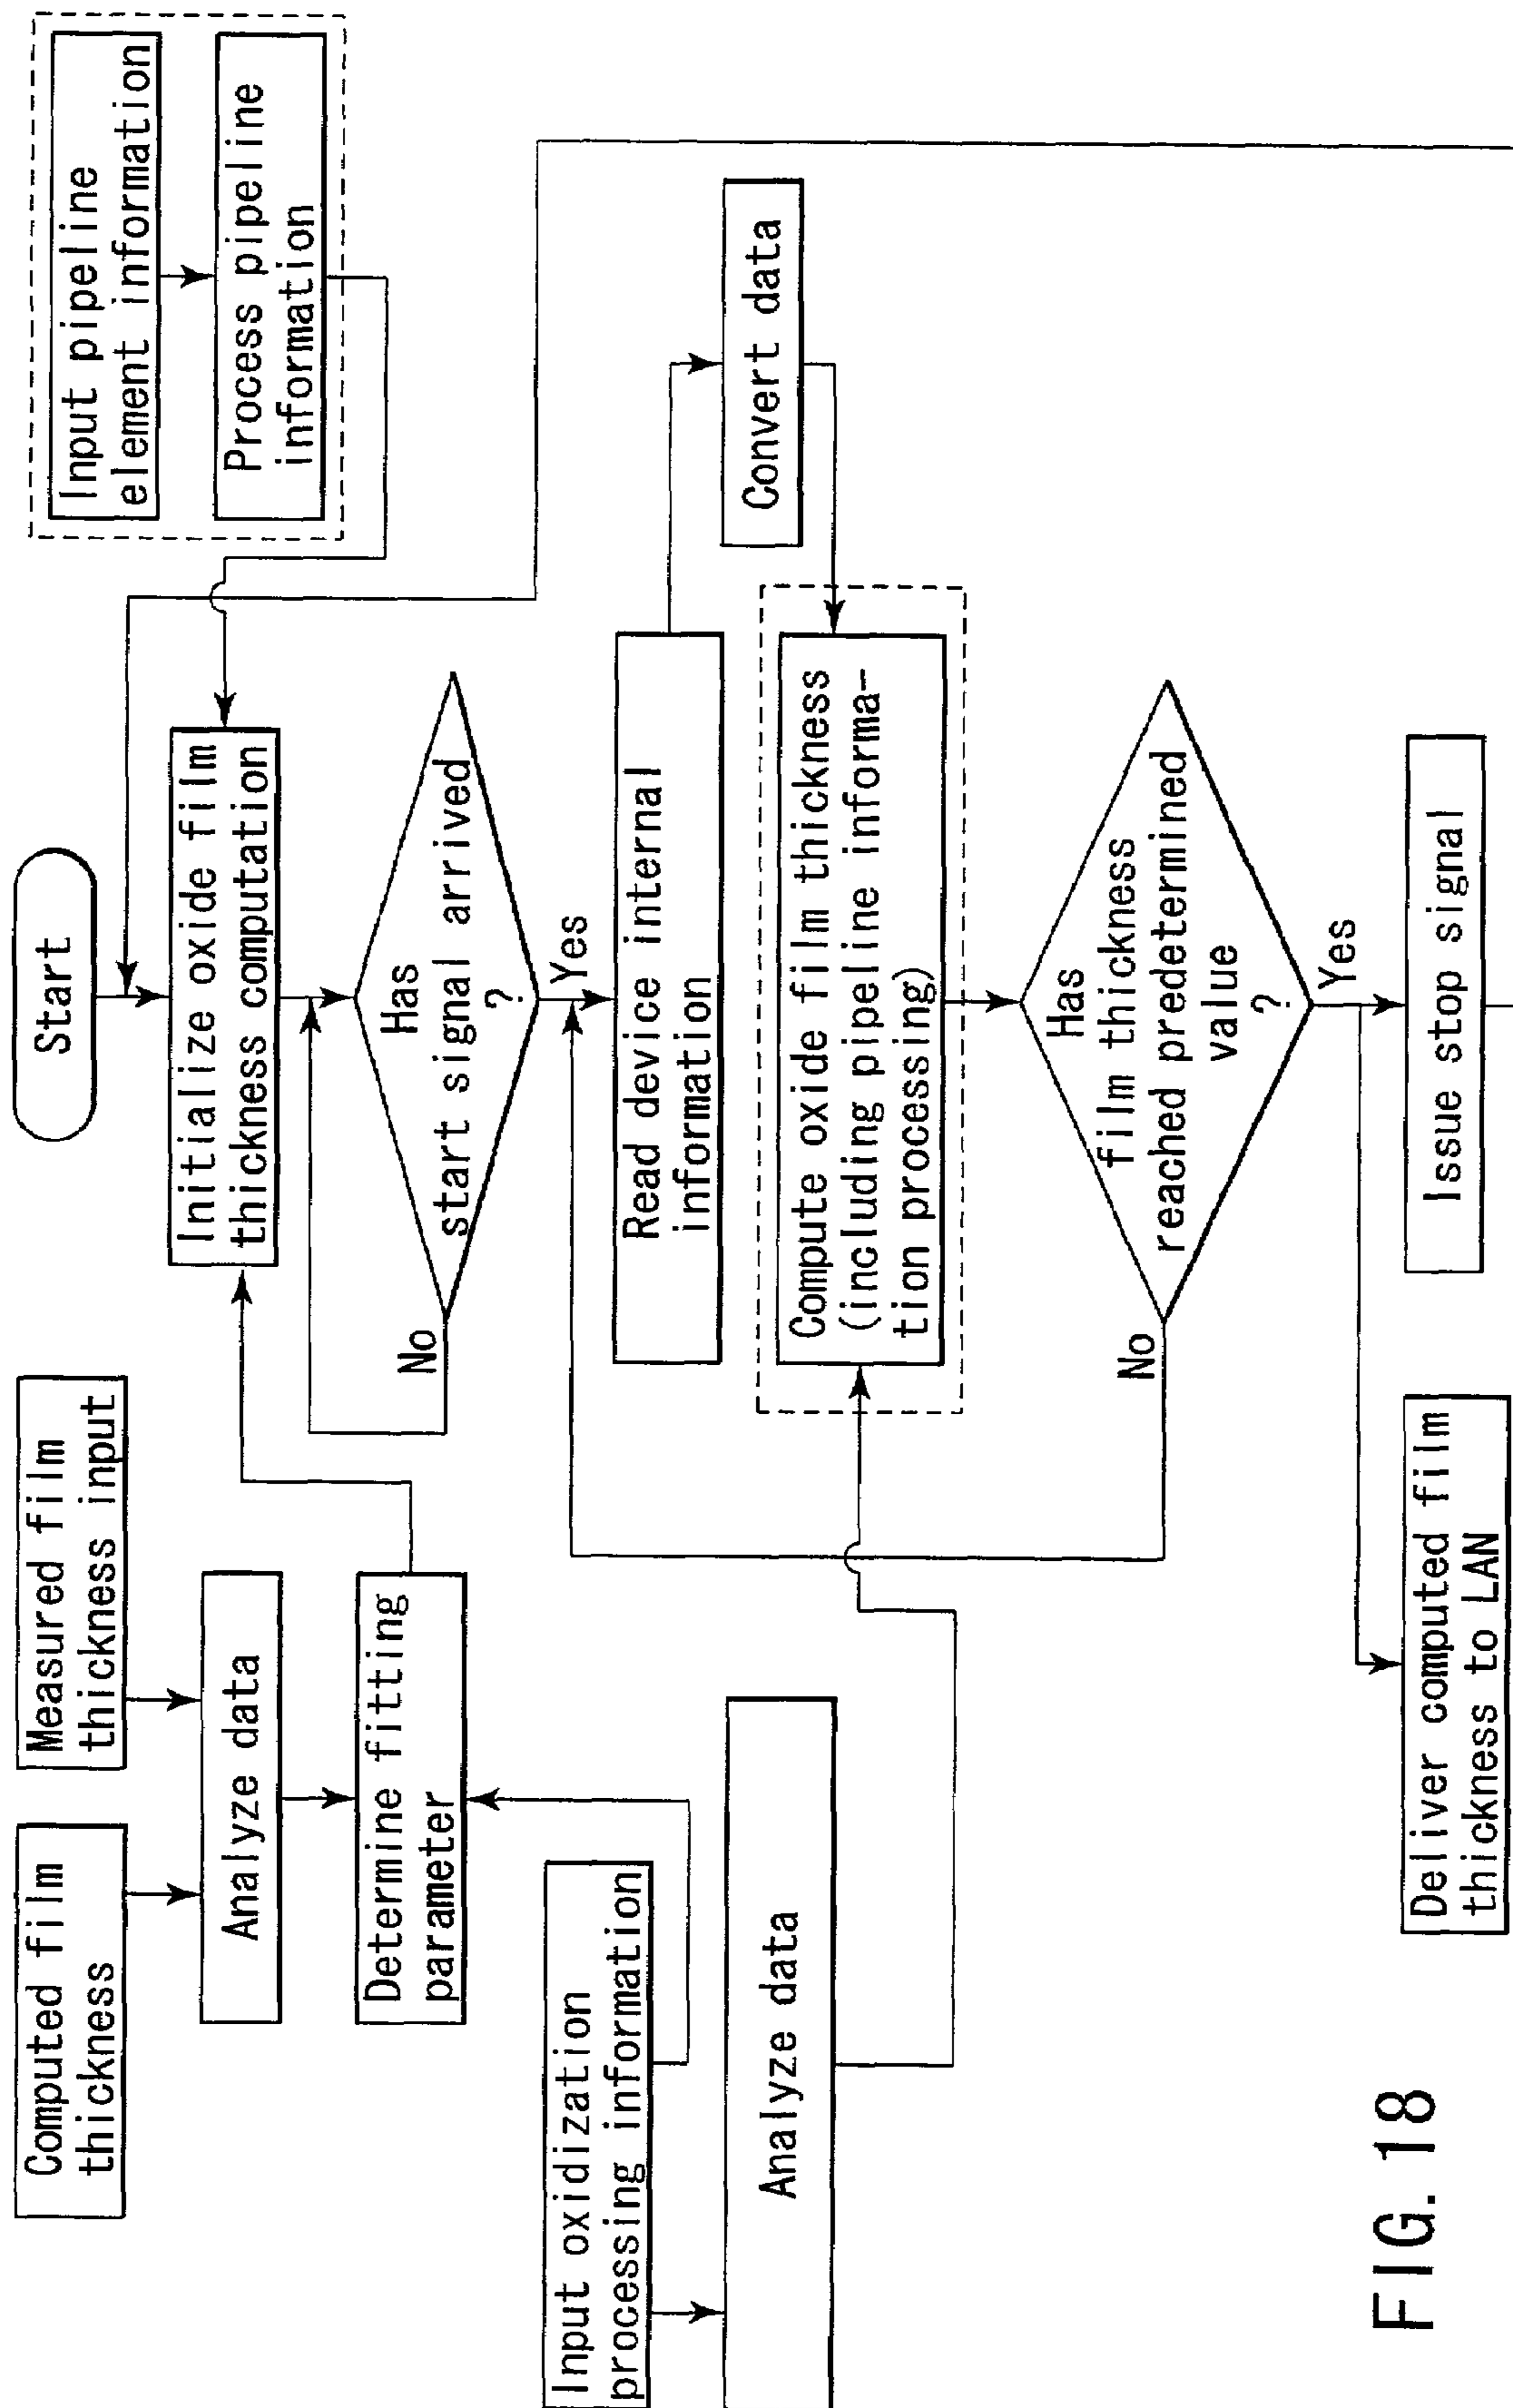 Computed film
thickness
Measured film
thickness input
Start
Input pipeline
element information
Analyze data
Initialize oxide film
thickness computation
Process pipeline
information
Determine fitting
parameter
No
Has
start signal arrived
?
Yes
Input oxidization
processing information
Read device internal
information
Convert data
Analyze data
Compute oxide film thickness
(including pipeline informa-
tion processing)
No
Has
film thickness
reached predetermined
value
?
Yes
Deliver computed film
thickness to LAN
Issue stop signal
FIG. 18